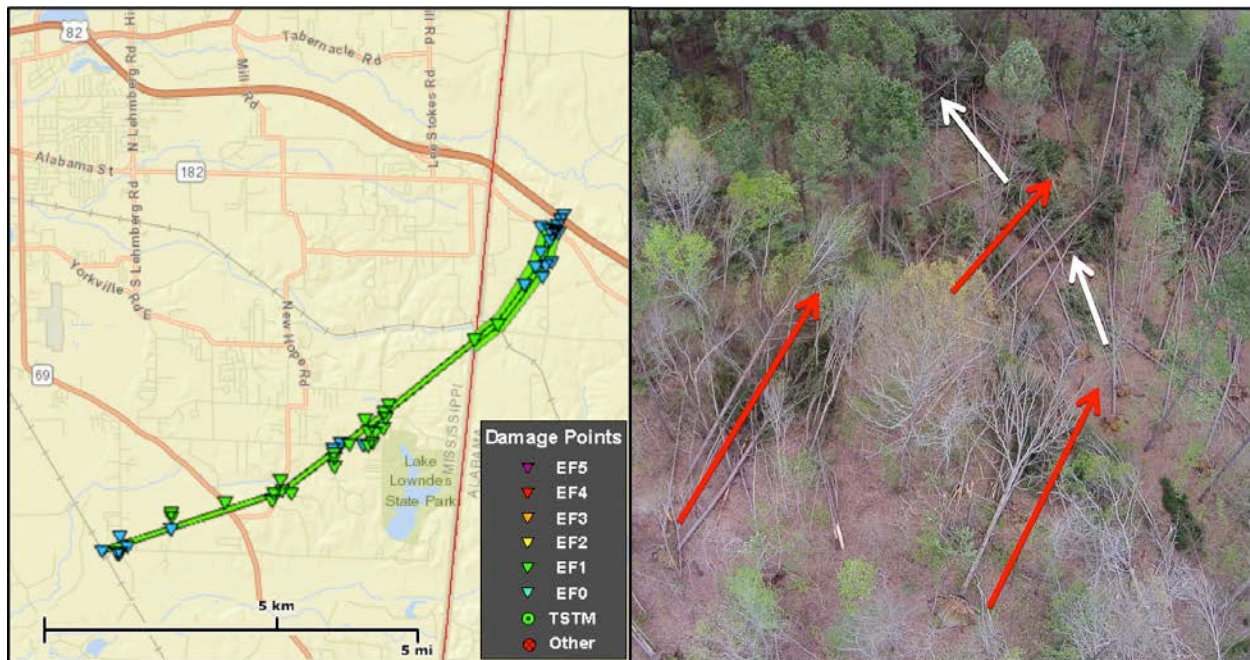 82
Tabernacle Rd
N Lehmberg Rd
Mill Rd
Lee Stokes Rd
Alabama St
182
S Lehmberg Rd
Yorkville Rd E
New Hope Rd
69
MISSISSIPPI
ALABAMA
Lake
Lowndes
State Park
Damage Points
EF5
EF4
EF3
EF2
EF1
EF0
TSTM
Other
5 km
5 mi